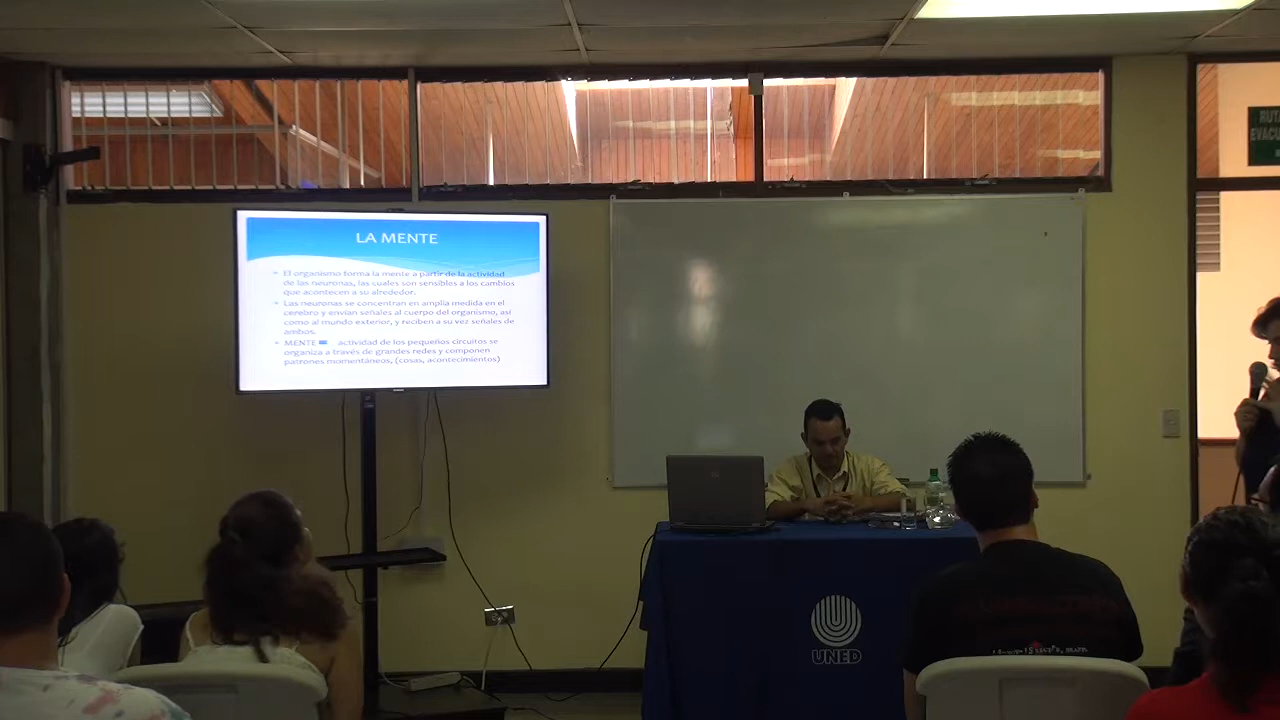 LA MENTE
El organismo forma la mente a partir de la actividad
de las neuronas, las cuales son sensibles a los cambios
que acontecen a su alrededor.
Las neuronas se concentran en amplia medida en el
cerebro y envían señales al cuerpo del organismo, así
como al mundo exterior, y reciben a su vez señales de
ambos.
MENTE = actividad de los pequeños circuitos se
organiza a través de grandes redes y componen
patrones momentáneos, (cosas, acontecimientos)
UNED